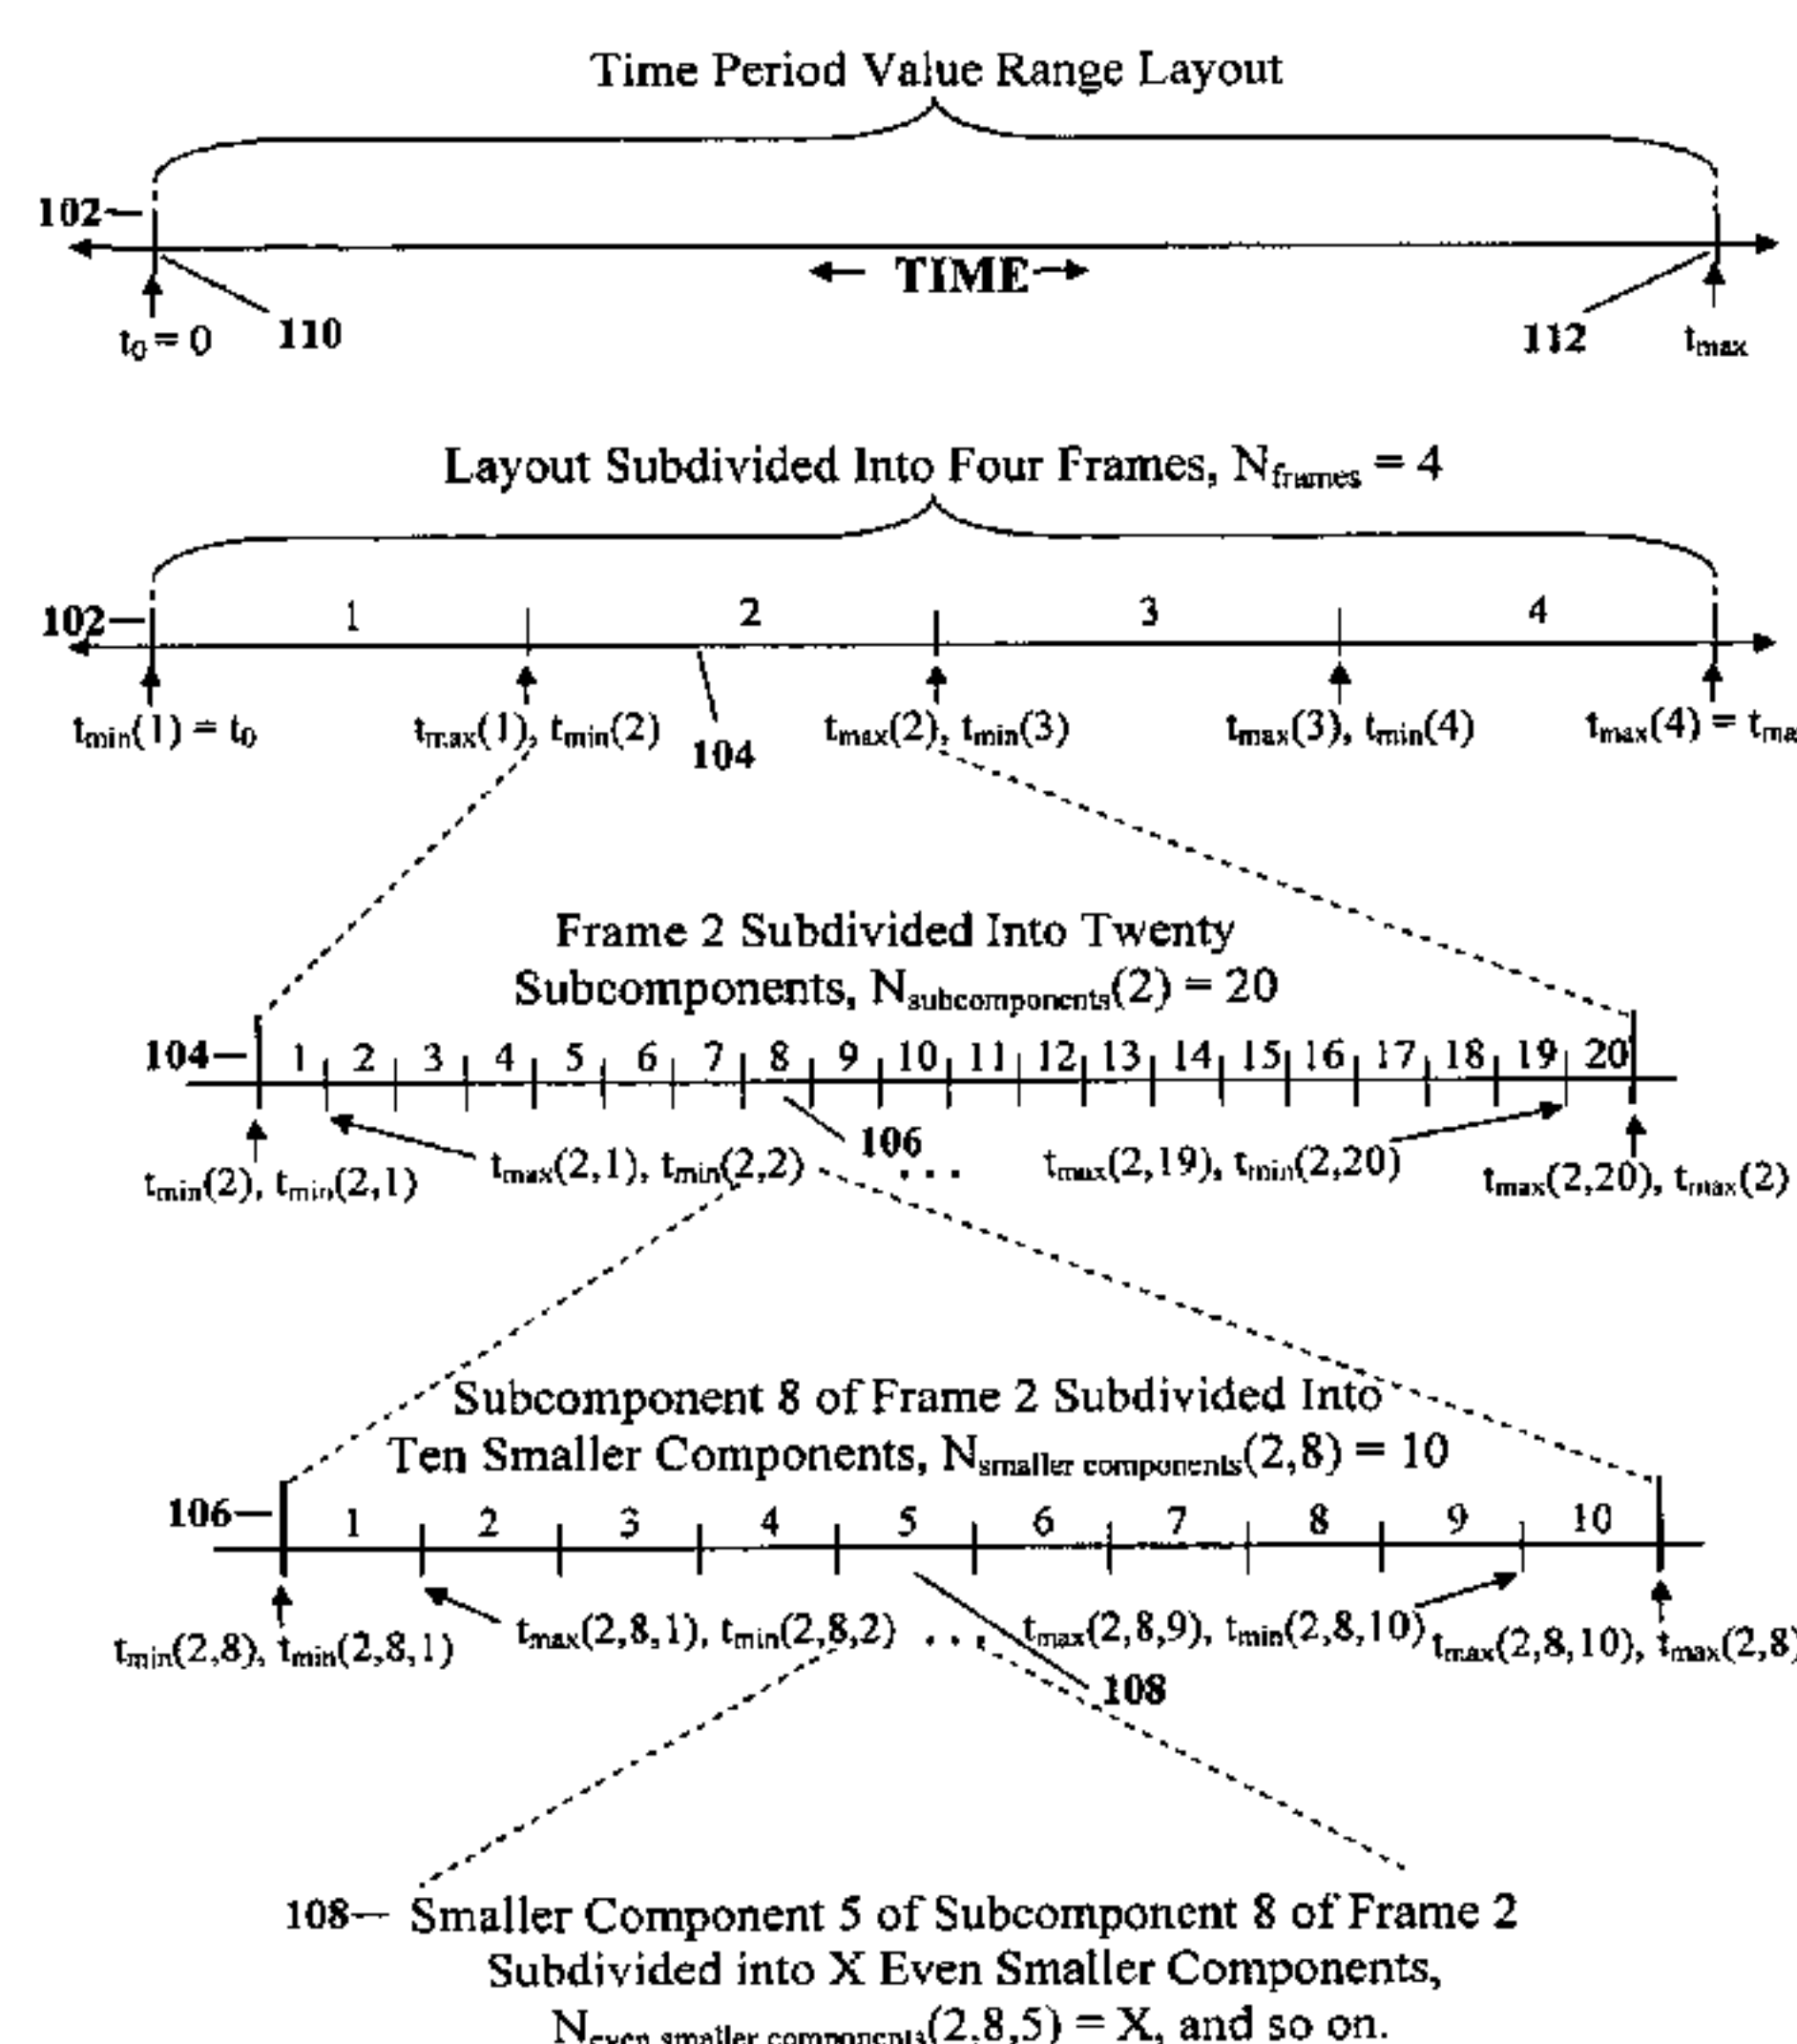 Time Period Value Range Layout
102
TIME
t0 = 0
110
112
tmax
Layout Subdivided Into Four Frames, Nframes = 4
102
1 2 3 4
tmin(1) = t0
tmax(1), tmin(2)
104
tmax(2), tmin(3)
tmax(3), tmin(4)
tmax(4) = tma
Frame 2 Subdivided Into Twenty
Subcomponents, Nsubcomponents(2) = 20
104
1 2 3 4 5 6 7 8 9 10 11 12 13 14 15 16 17 18 19 20
106
tmin(2), tmin(2,1)
tmax(2,1), tmin(2,2)
...
tmax(2,19), tmin(2,20)
tmax(2,20), tmax(2)
Subcomponent 8 of Frame 2 Subdivided Into
Ten Smaller Components, Nsmaller components(2,8) = 10
106
1 2 3 4 5 6 7 8 9 10
tmin(2,8), tmin(2,8,1)
tmax(2,8,1), tmin(2,8,2)
...
tmax(2,8,9), tmin(2,8,10)
tmax(2,8,10), tmax(2,8)
108
108— Smaller Component 5 of Subcomponent 8 of Frame 2
Subdivided into X Even Smaller Components,
Neven smaller components(2,8,5) = X, and so on.